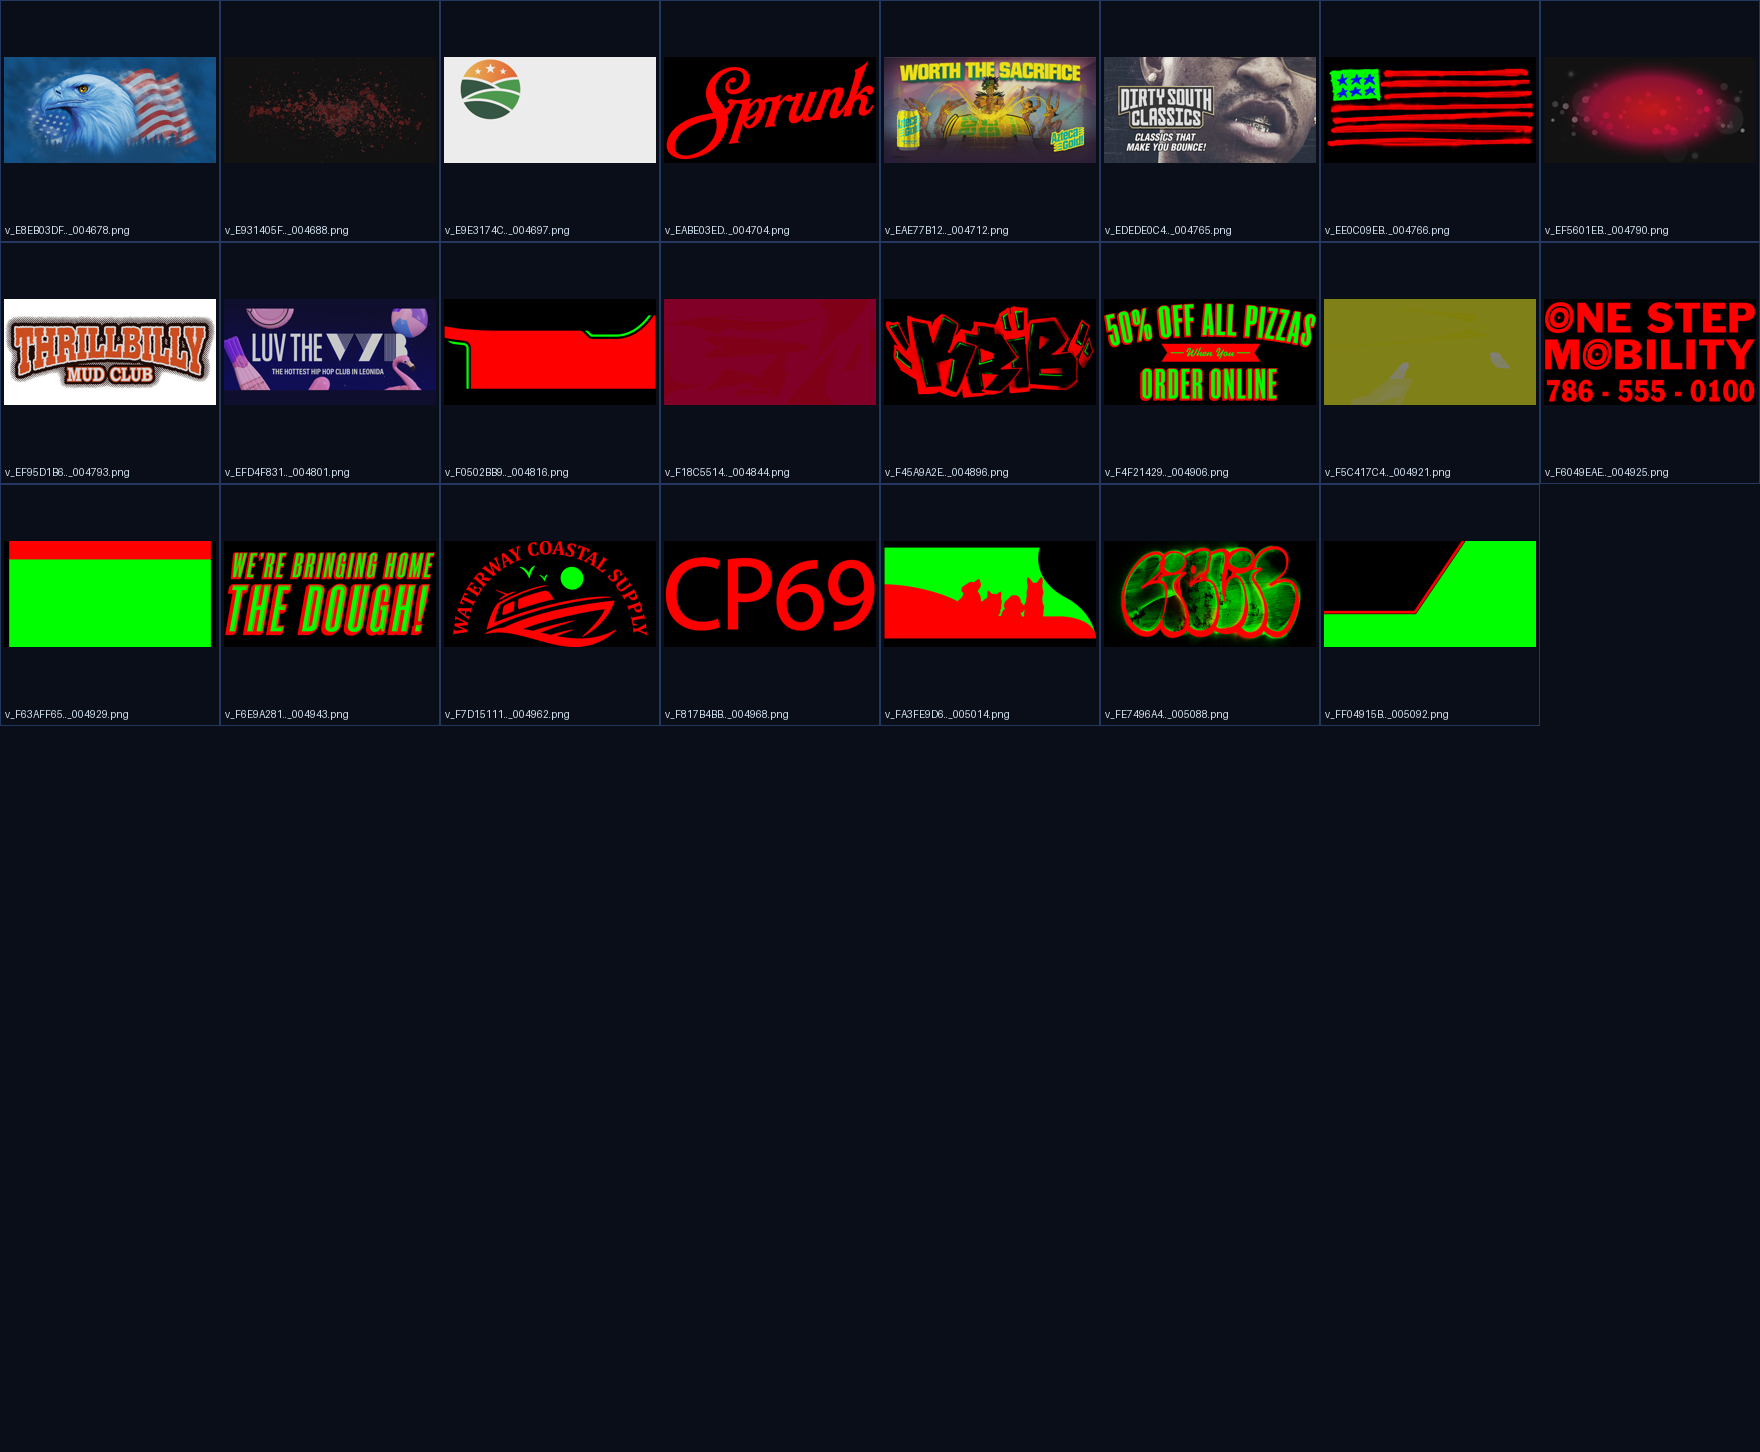 WORTH THE SACRIFICE
Azteca
Gold
Sprunk
DIRTY SOUTH
CLASSICS
CLASSICS THAT
MAKE YOU BOUNCE!
v_E8EB03DF.._004678.png
v_E931405F.._004688.png
v_E9E3174C.._004697.png
v_EABE03ED.._004704.png
v_EAE77B12.._004712.png
v_EDEDE0C4.._004765.png
v_EE0C09EB.._004766.png
v_EF5601EB.._004790.png
THRILLBILLY
MUD CLUB
LUV THE VYB
THE HOTTEST HIP HOP CLUB IN LEONIDA
KRIB
50% OFF ALL PIZZAS
When You
ORDER ONLINE
ONE STEP
MOBILITY
786 - 555 - 0100
v_EF95D1B6.._004793.png
v_EFD4F831.._004801.png
v_F0502BB9.._004816.png
v_F18C5514.._004844.png
v_F45A9A2E.._004896.png
v_F4F21429.._004906.png
v_F5C417C4.._004921.png
v_F6049EAE.._004925.png
WE'RE BRINGING HOME
THE DOUGH!
WATERWAY COASTAL SUPPLY
CP69
v_F63AFF65.._004929.png
v_F6E9A281.._004943.png
v_F7D15111.._004962.png
v_F817B4BB.._004968.png
v_FA3FE9D6.._005014.png
v_FE7496A4.._005088.png
v_FF04915B.._005092.png